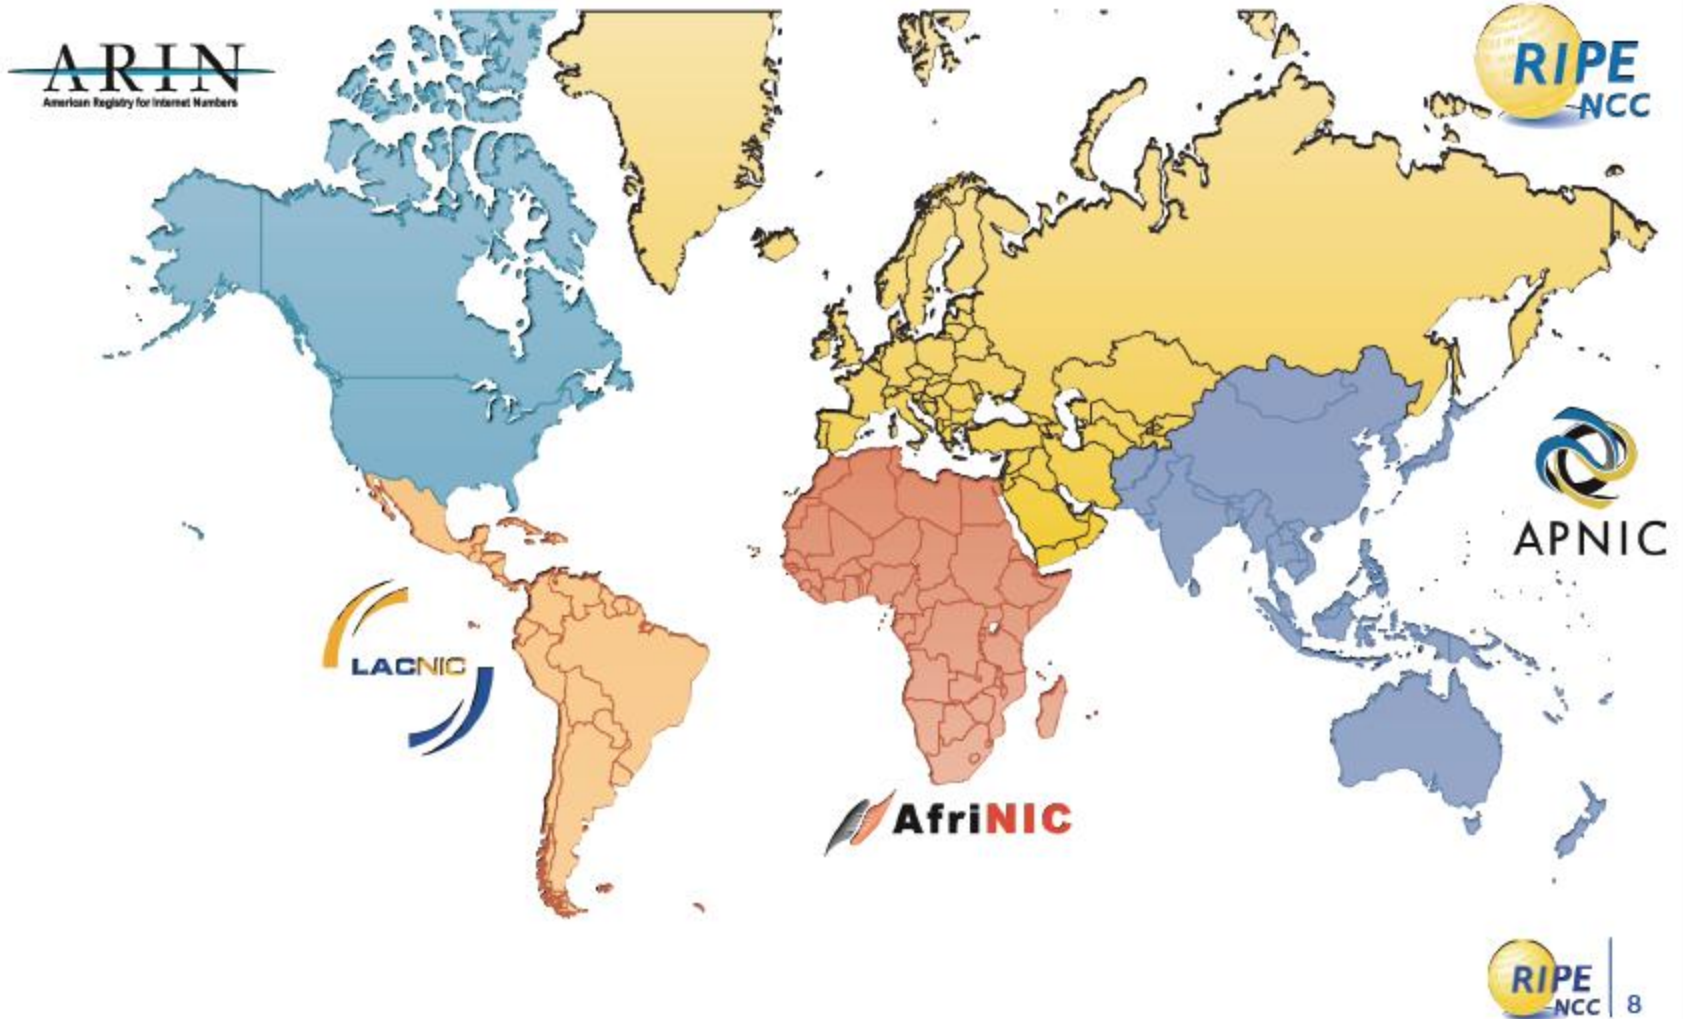 ARIN
American Registry for Internet Numbers
RIPE
NCC
APNIC
LACNIC
AfriNIC
RIPE
NCC
8